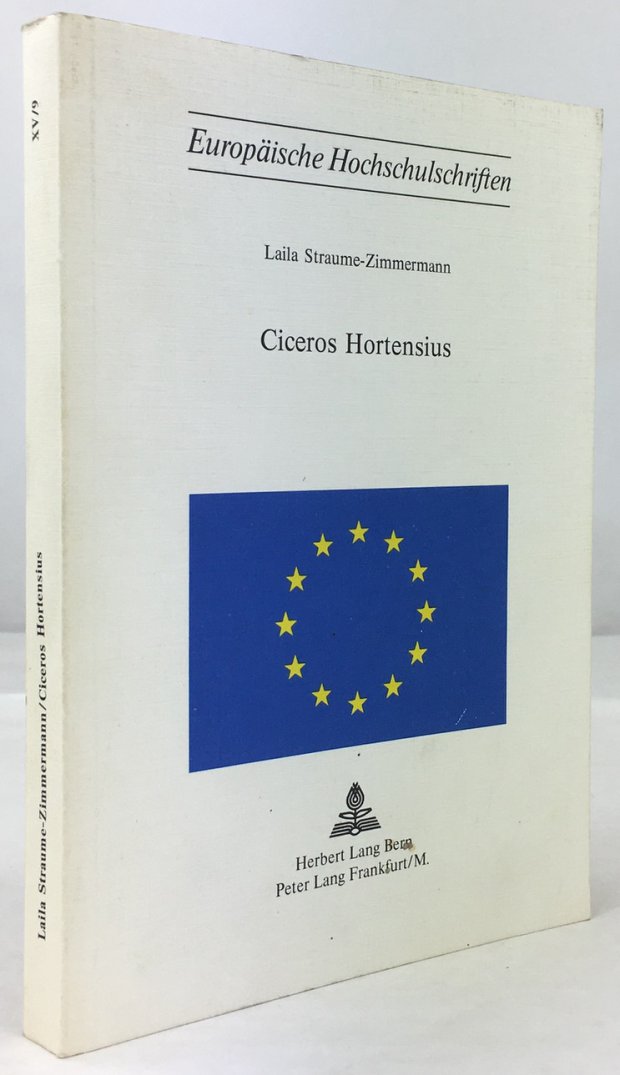 Europäische Hochschulschriften
Laila Straume-Zimmermann
Ciceros Hortensius
Herbert Lang Bern
Peter Lang Frankfurt/M.
Laila Straume-Zimmermann/Ciceros Hortensius
XV/9